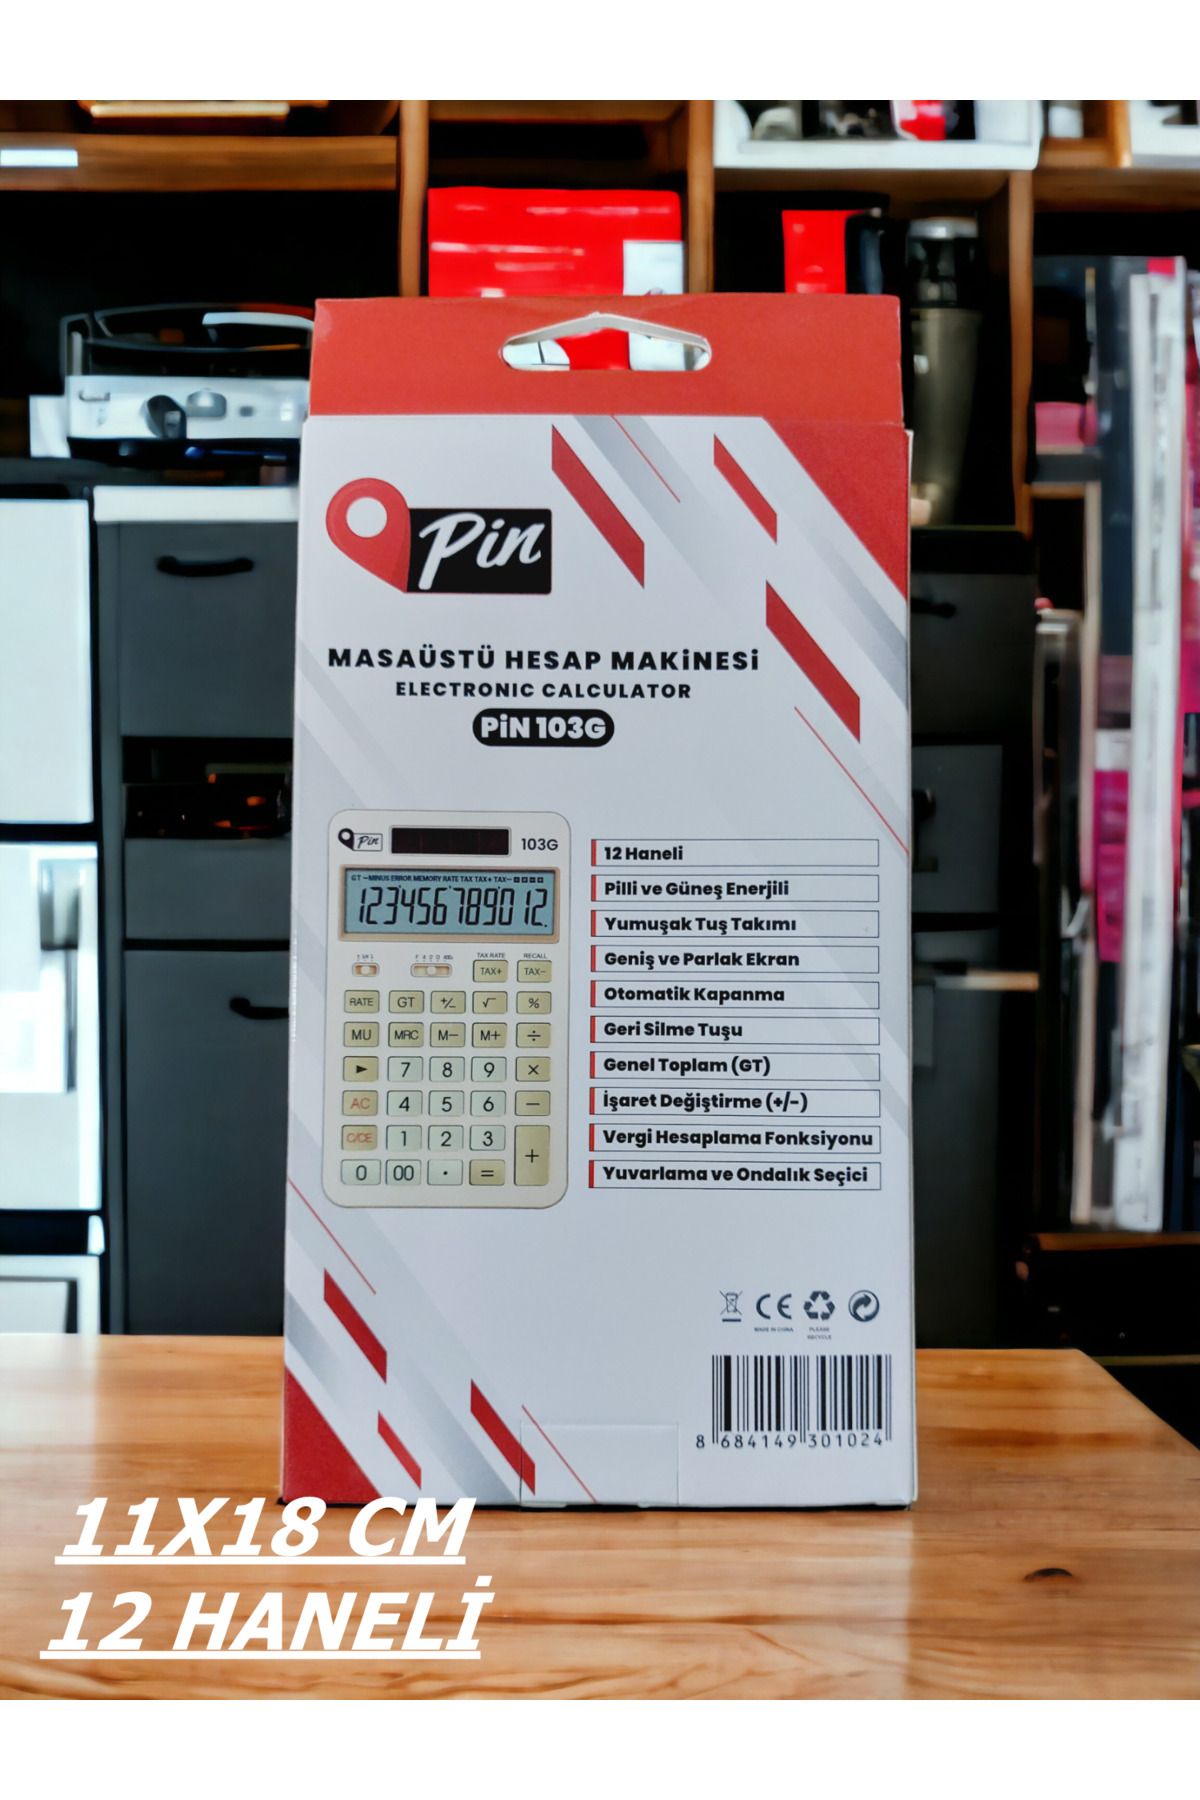 Pin
MASAÜSTÜ HESAP MAKİNESİ
ELECTRONIC CALCULATOR
PİN 103G
Pin
103G
GT -MINUS ERROR MEMORY RATE TAX TAX+ TAX-
123456789012.
TAX RATE RECALL
TAX+ TAX-
RATE GT +/- √ %
MU MRC M- M+ ÷
► 7 8 9 ×
AC 4 5 6 -
C/CE 1 2 3 +
0 00 · =
12 Haneli
Pilli ve Güneş Enerjili
Yumuşak Tuş Takımı
Geniş ve Parlak Ekran
Otomatik Kapanma
Geri Silme Tuşu
Genel Toplam (GT)
İşaret Değiştirme (+/-)
Vergi Hesaplama Fonksiyonu
Yuvarlama ve Ondalık Seçici
CE
MADE IN CHINA
PLEASE
RECYCLE
8 684149 301024
11X18 CM
12 HANELİ